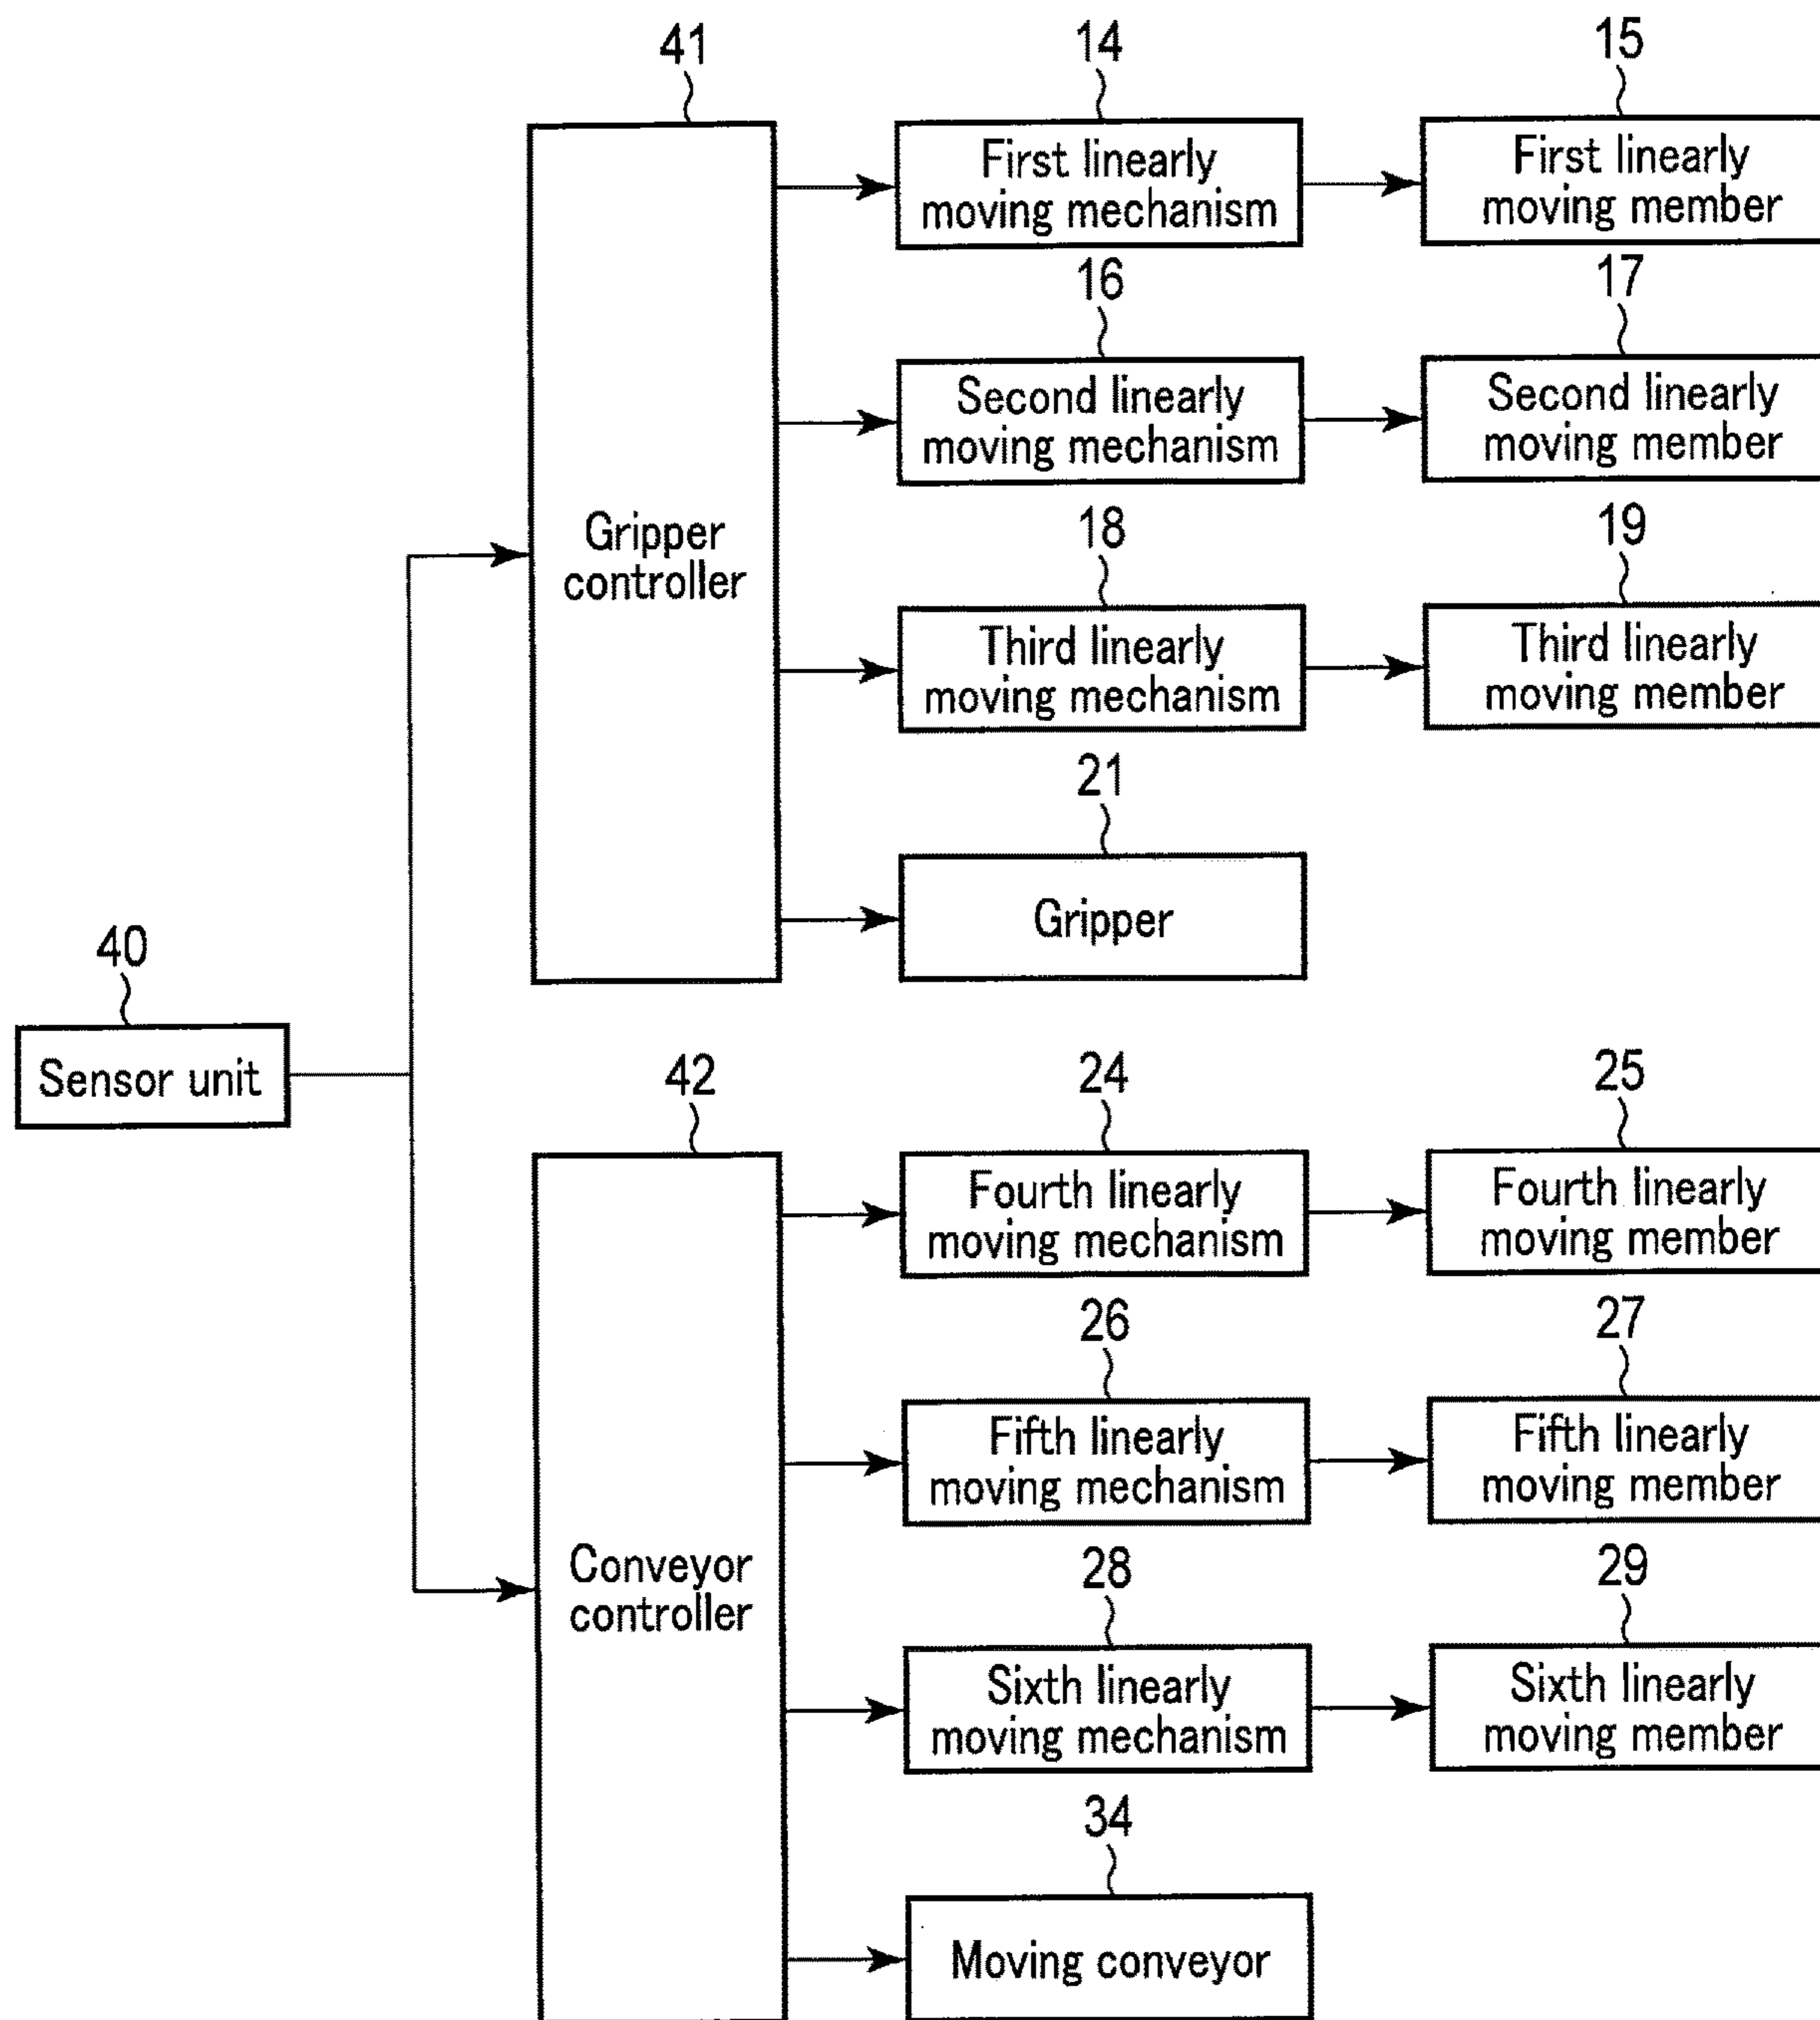 41
14
15
First linearly
moving mechanism
First linearly
moving member
16
17
Second linearly
moving mechanism
Second linearly
moving member
Gripper
controller
18
19
Third linearly
moving mechanism
Third linearly
moving member
21
Gripper
40
Sensor unit
42
24
25
Fourth linearly
moving mechanism
Fourth linearly
moving member
26
27
Fifth linearly
moving mechanism
Fifth linearly
moving member
Conveyor
controller
28
29
Sixth linearly
moving mechanism
Sixth linearly
moving member
34
Moving conveyor